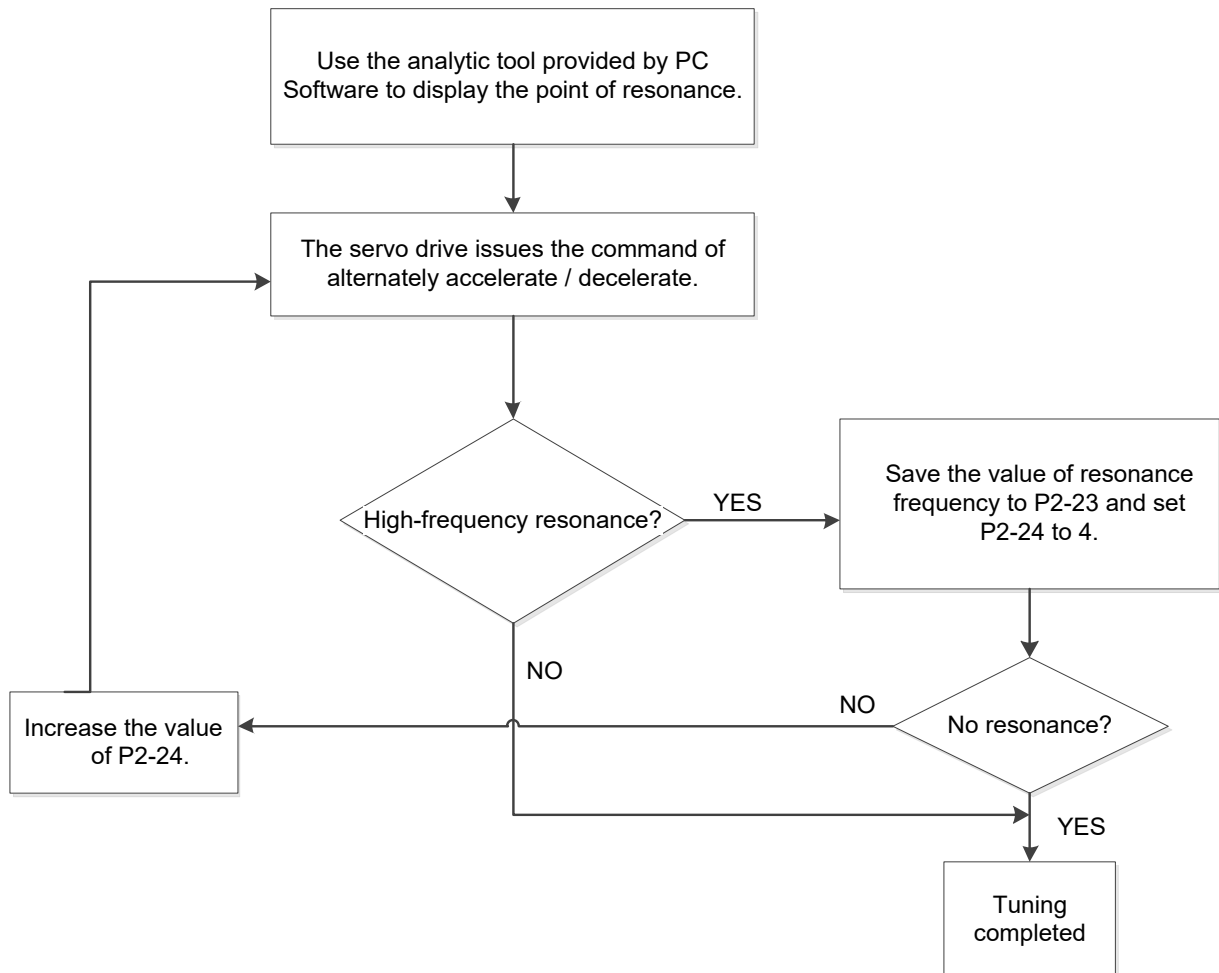 Use the analytic tool provided by PC
Software to display the point of resonance.
The servo drive issues the command of
alternately accelerate / decelerate.
High-frequency resonance?
YES
Save the value of resonance
frequency to P2-23 and set
P2-24 to 4.
NO
NO
No resonance?
Increase the value
of P2-24.
YES
Tuning
completed